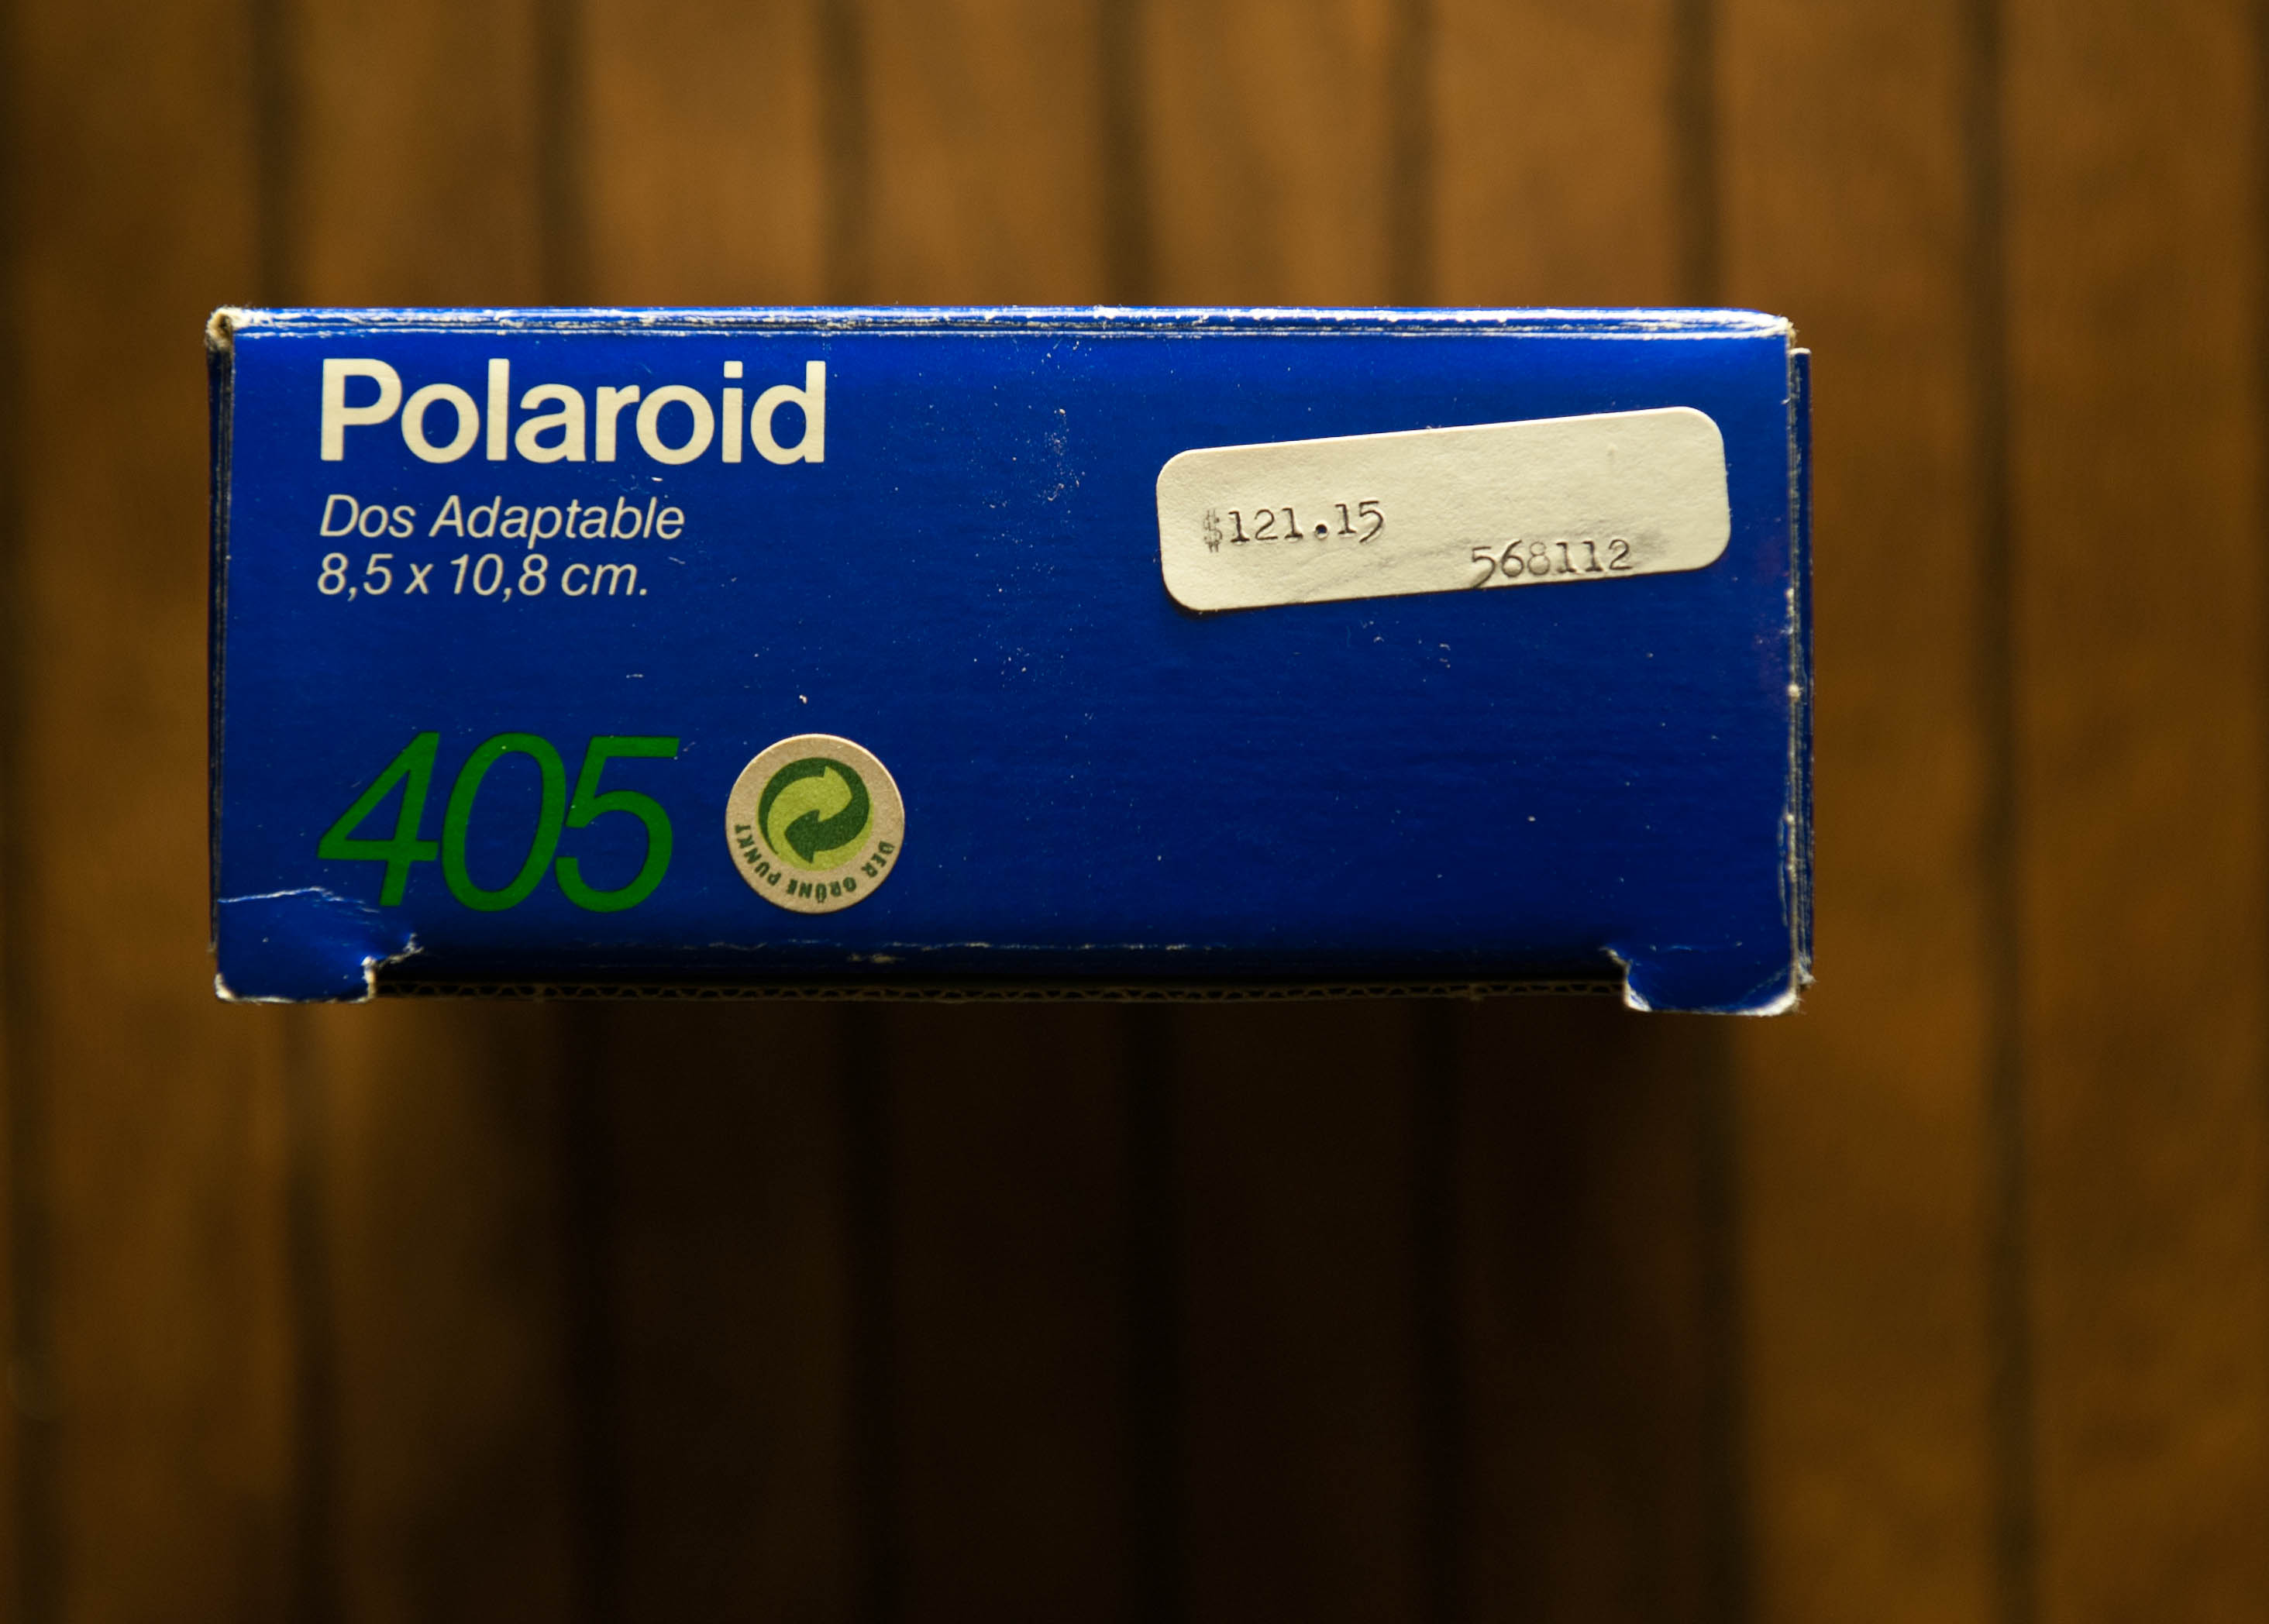 Polaroid
Dos Adaptable
8,5 x 10,8 cm.
$121.15
568112
405
DER GRÜNE PUNKT